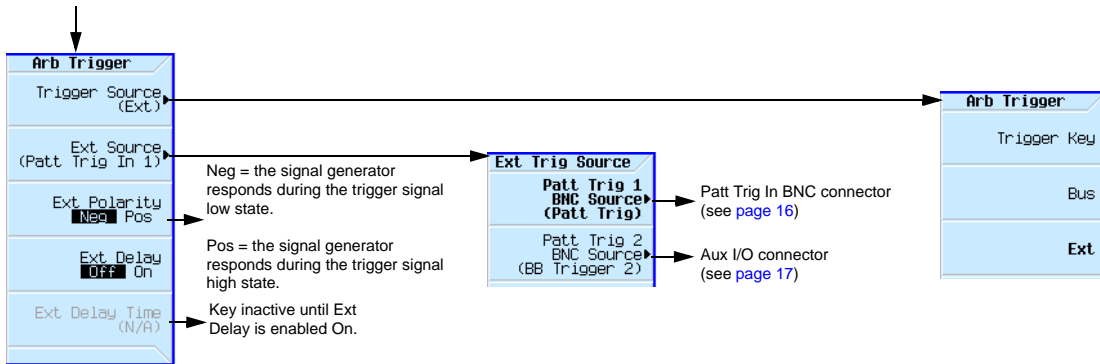 Arb Trigger
Trigger Source
(Ext)
Ext Source
(Patt Trig In 1)
Ext Polarity
Neg Pos
Ext Delay
Off On
Ext Delay Time
(N/A)
Neg = the signal generator
responds during the trigger signal
low state.
Pos = the signal generator
responds during the trigger signal
high state.
Key inactive until Ext
Delay is enabled On.
Ext Trig Source
Patt Trig 1
BNC Source
(Patt Trig)
Patt Trig 2
BNC Source
(BB Trigger 2)
Patt Trig In BNC connector
(see page 16)
Aux I/O connector
(see page 17)
Arb Trigger
Trigger Key
Bus
Ext